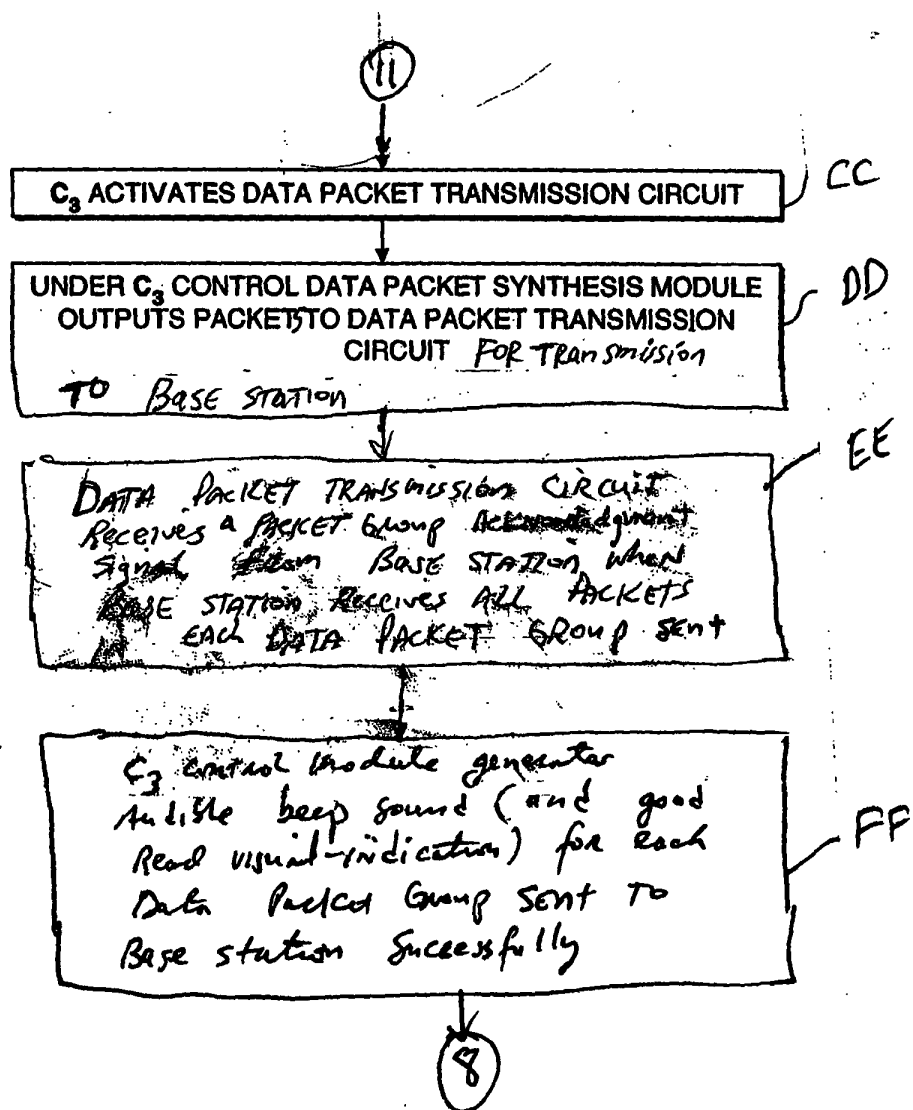 11
C₃ ACTIVATES DATA PACKET TRANSMISSION CIRCUIT
CC
UNDER C₃ CONTROL DATA PACKET SYNTHESIS MODULE
OUTPUTS PACKETS TO DATA PACKET TRANSMISSION
CIRCUIT FOR TRANSMISSION
TO BASE STATION
DD
DATA PACKET TRANSMISSION CIRCUIT
Receives a PACKET Group Acknowledgment
Signal from BASE STATION when
BASE STATION Receives ALL PACKETS
EACH DATA PACKET GROUP SENT
EE
C₃ control module generator
Audible beep sound (and good
Read visual-indication) for each
Data Packet Group SENT TO
Base station Successfully
FF
8